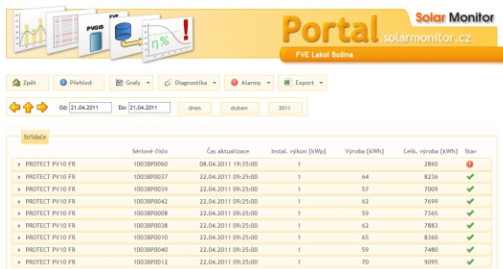 PVGIS
FVE
η%
Solar Monitor
Portal.solarmonitor.cz
FVE Lakol Bollina
Zpět Přehled Grafy Diagnostika Alarmy Export
Od: 21.04.2011 Do: 21.04.2011 dnes duben 2011
Střídače
Sériové číslo Čas aktualizace Instal. výkon [kWp] Výroba [kWh] Celk. výroba [kWh] Stav
PROTECT PV10 FR 1003BP0060 08.04.2011 19:25:00 1 2860
PROTECT PV10 FR 1003BP0037 22.04.2011 09:25:00 1 64 8236
PROTECT PV10 FR 1003BP0039 22.04.2011 09:25:00 1 57 7009
PROTECT PV10 FR 1003BP0042 22.04.2011 09:25:00 1 62 7699
PROTECT PV10 FR 1003BP0008 22.04.2011 09:25:00 1 59 7365
PROTECT PV10 FR 1003BP0038 22.04.2011 09:25:00 1 62 7883
PROTECT PV10 FR 1003BP0010 22.04.2011 09:25:00 1 65 8360
PROTECT PV10 FR 1003BP0040 22.04.2011 09:25:00 1 59 7480
PROTECT PV10 FR 1003BP0012 22.04.2011 09:25:00 1 70 9095